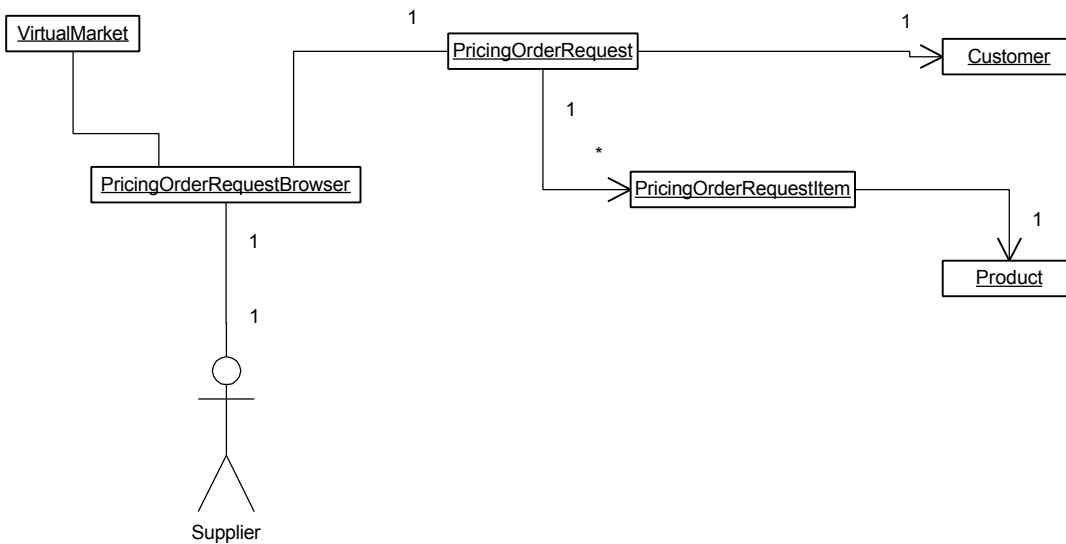 1
1
VirtualMarket
PricingOrderRequest
Customer
1
*
PricingOrderRequestBrowser
PricingOrderRequestItem
1
1
Product
1
Supplier